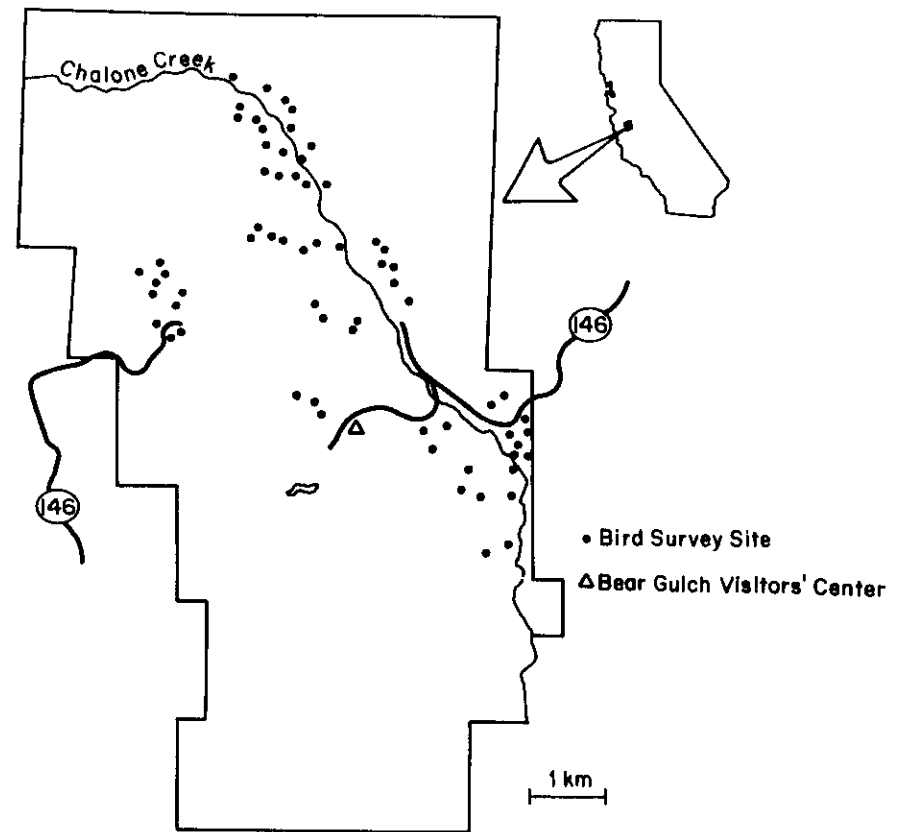 Chalone Creek
146
146
• Bird Survey Site
△ Bear Gulch Visitors' Center
1 km